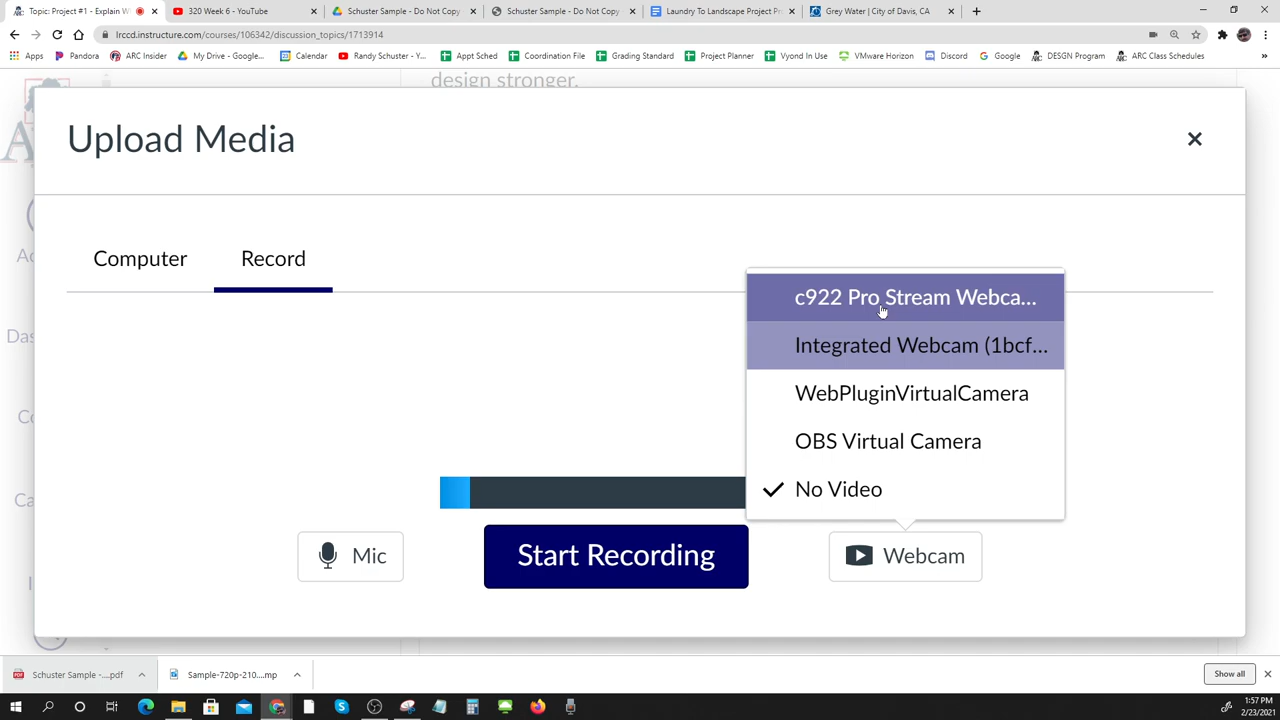 Topic: Project #1 - Explain W
320 Week 6 - YouTube
Schuster Sample - Do Not Copy
Schuster Sample - Do Not Copy
Laundry To Landscape Project Pr
Grey Water | City of Davis, CA
lrccd.instructure.com/courses/106342/discussion_topics/1713914
Apps
Pandora
ARC Insider
My Drive - Google...
Calendar
Randy Schuster - Y...
Appt Sched
Coordination File
Grading Standard
Project Planner
Vyond In Use
VMware Horizon
Discord
Google
DESGN Program
ARC Class Schedules
»
design stronger.
Upload Media
Computer
Record
c922 Pro Stream Webca...
Integrated Webcam (1bcf...
WebPluginVirtualCamera
OBS Virtual Camera
No Video
Mic
Start Recording
Webcam
Schuster Sample -....pdf
Sample-720p-210....mp
Show all
1:57 PM
2/23/2021